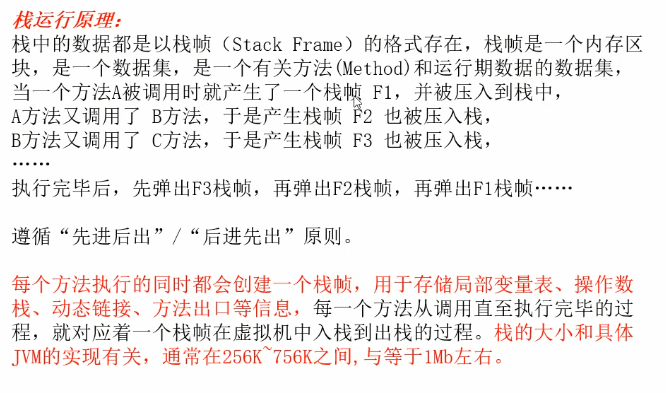 栈运行原理：
栈中的数据都是以栈帧（Stack Frame）的格式存在，栈帧是一个内存区
块，是一个数据集，是一个有关方法(Method)和运行期数据的数据集，
当一个方法A被调用时就产生了一个栈帧 F1，并被压入到栈中，
A方法又调用了 B方法，于是产生栈帧 F2 也被压入栈，
B方法又调用了 C方法，于是产生栈帧 F3 也被压入栈，
……
执行完毕后，先弹出F3栈帧，再弹出F2栈帧，再弹出F1栈帧……
遵循“先进后出”/“后进先出”原则。
每个方法执行的同时都会创建一个栈帧，用于存储局部变量表、操作数
栈、动态链接、方法出口等信息，每一个方法从调用直至执行完毕的过
程，就对应着一个栈帧在虚拟机中入栈到出栈的过程。栈的大小和具体
JVM的实现有关，通常在256K~756K之间,与等于1Mb左右。